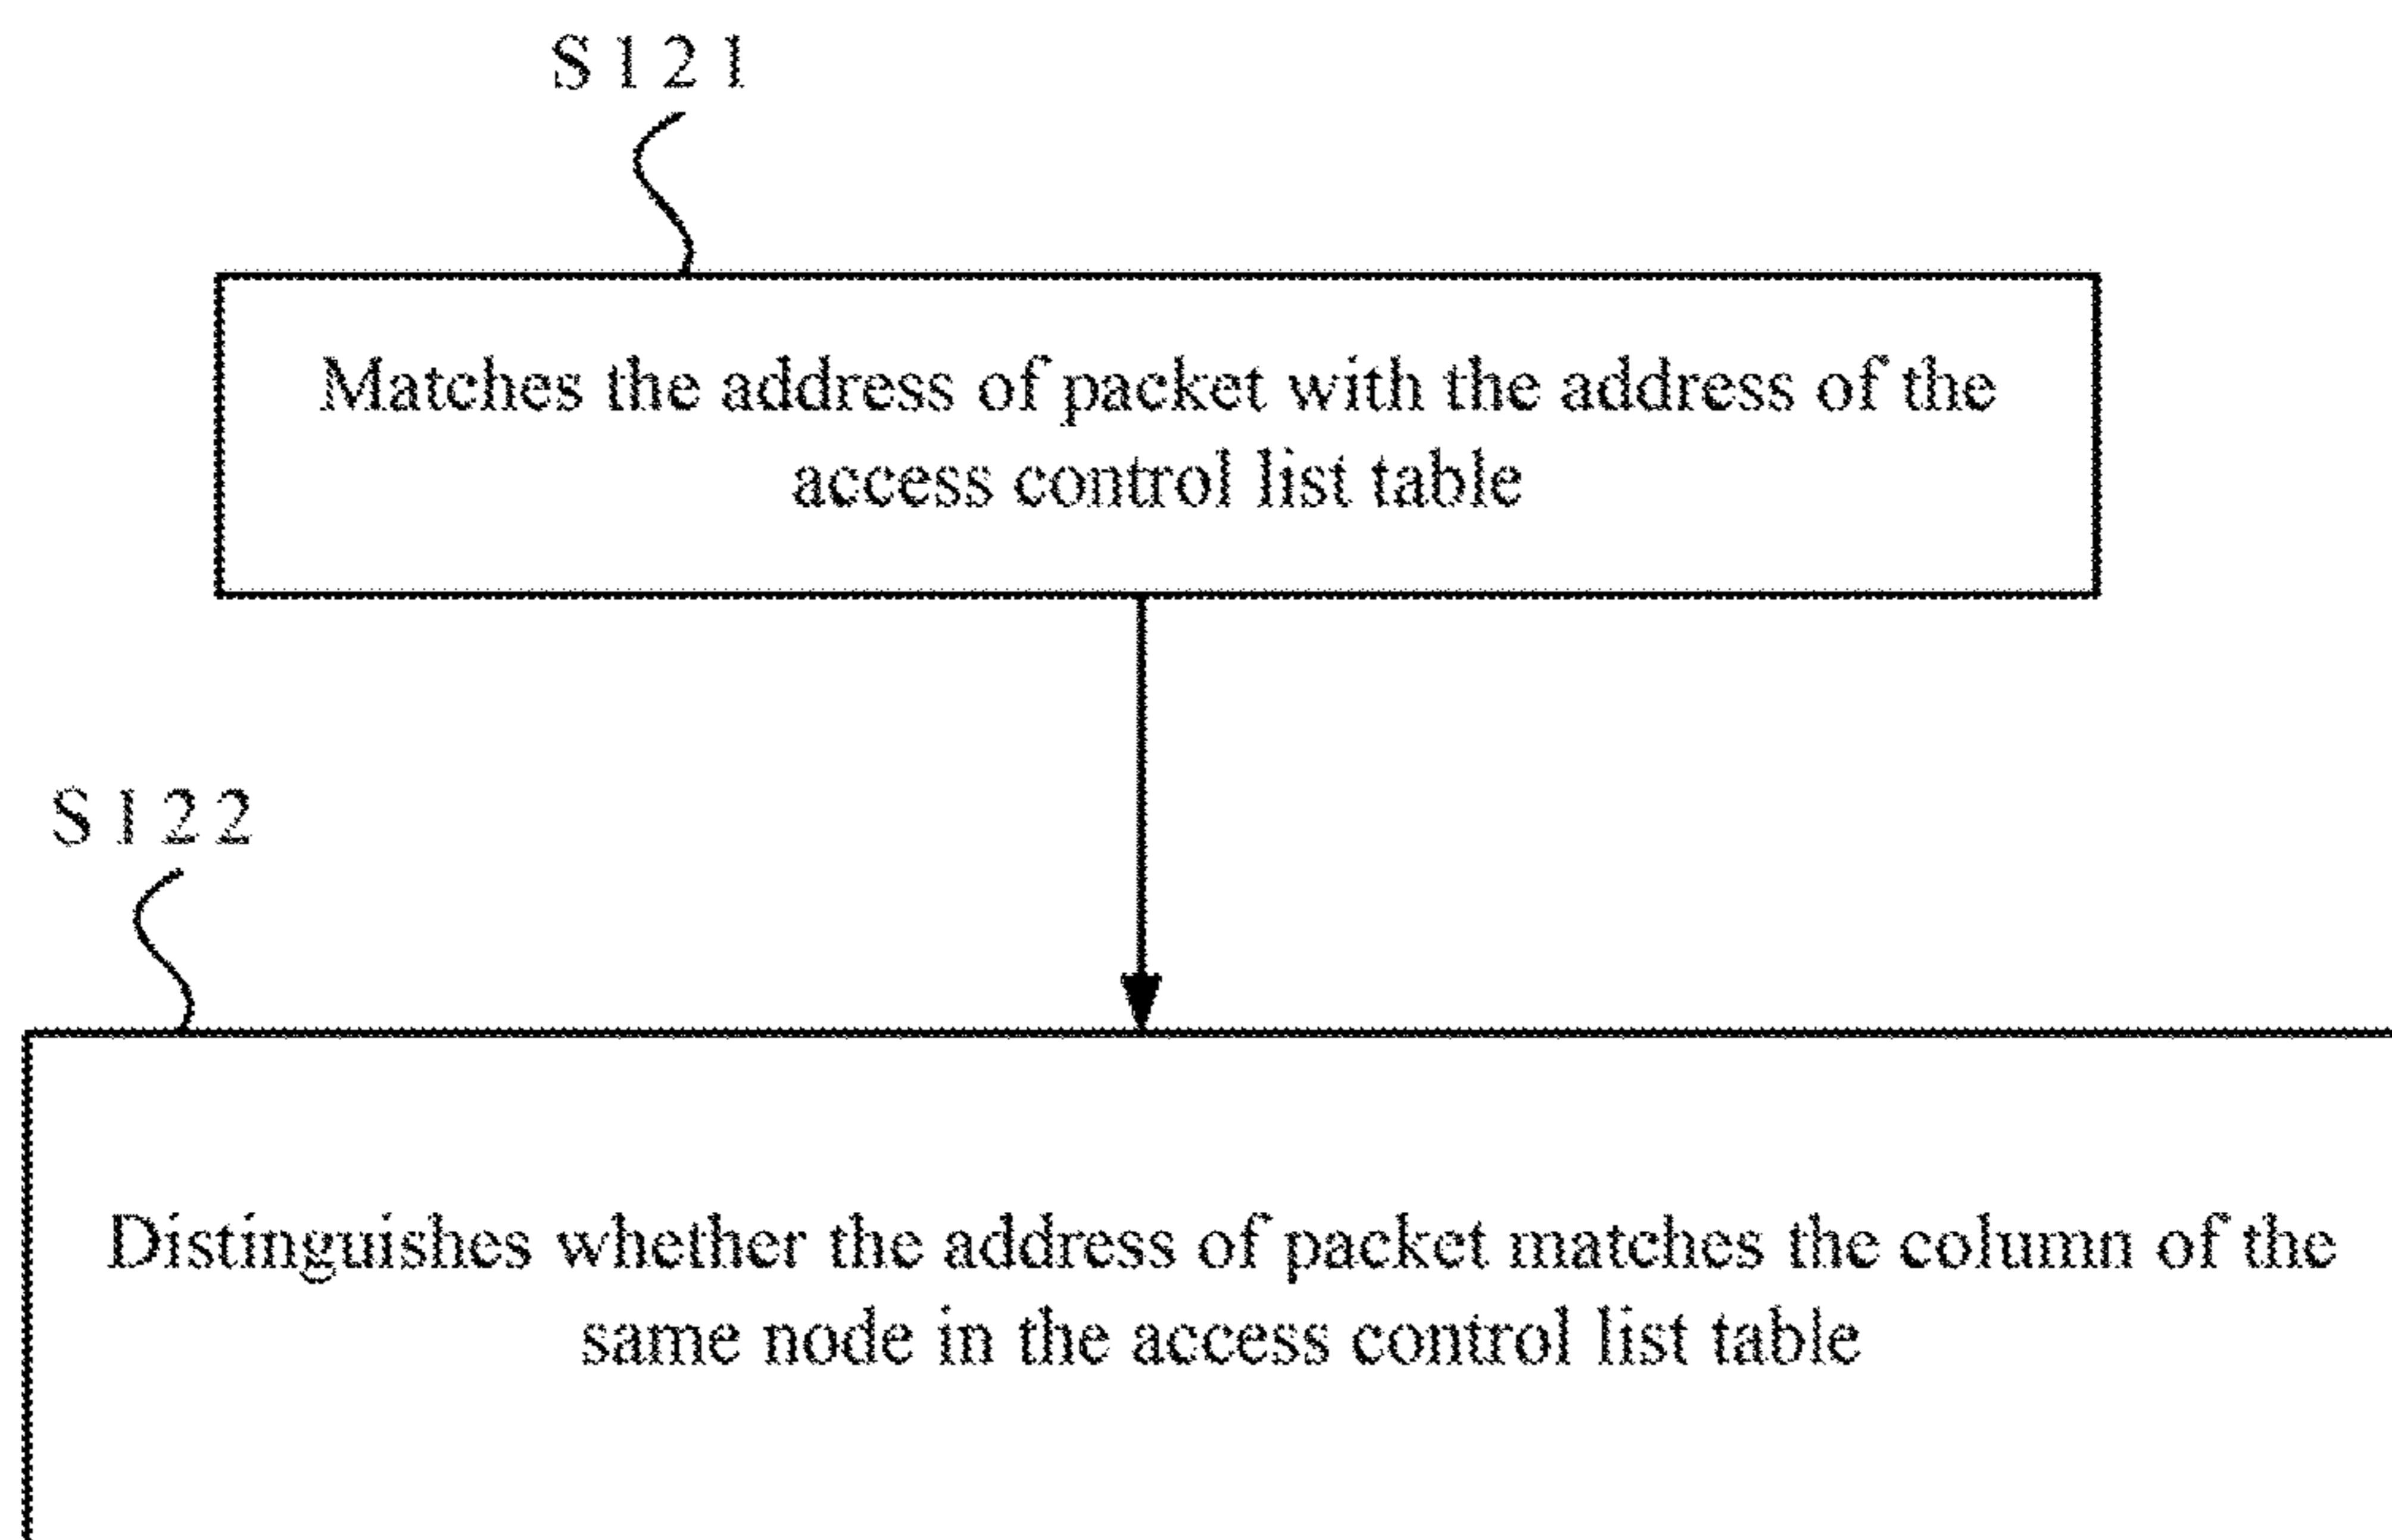 S121
Matches the address of packet with the address of the
access control list table
S122
Distinguishes whether the address of packet matches the column of the
same node in the access control list table